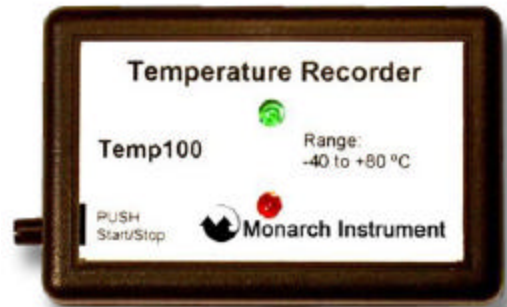 Temperature Recorder
Temp100
Range:
-40 to +80 ºC
PUSH
Start/Stop
Monarch Instrument